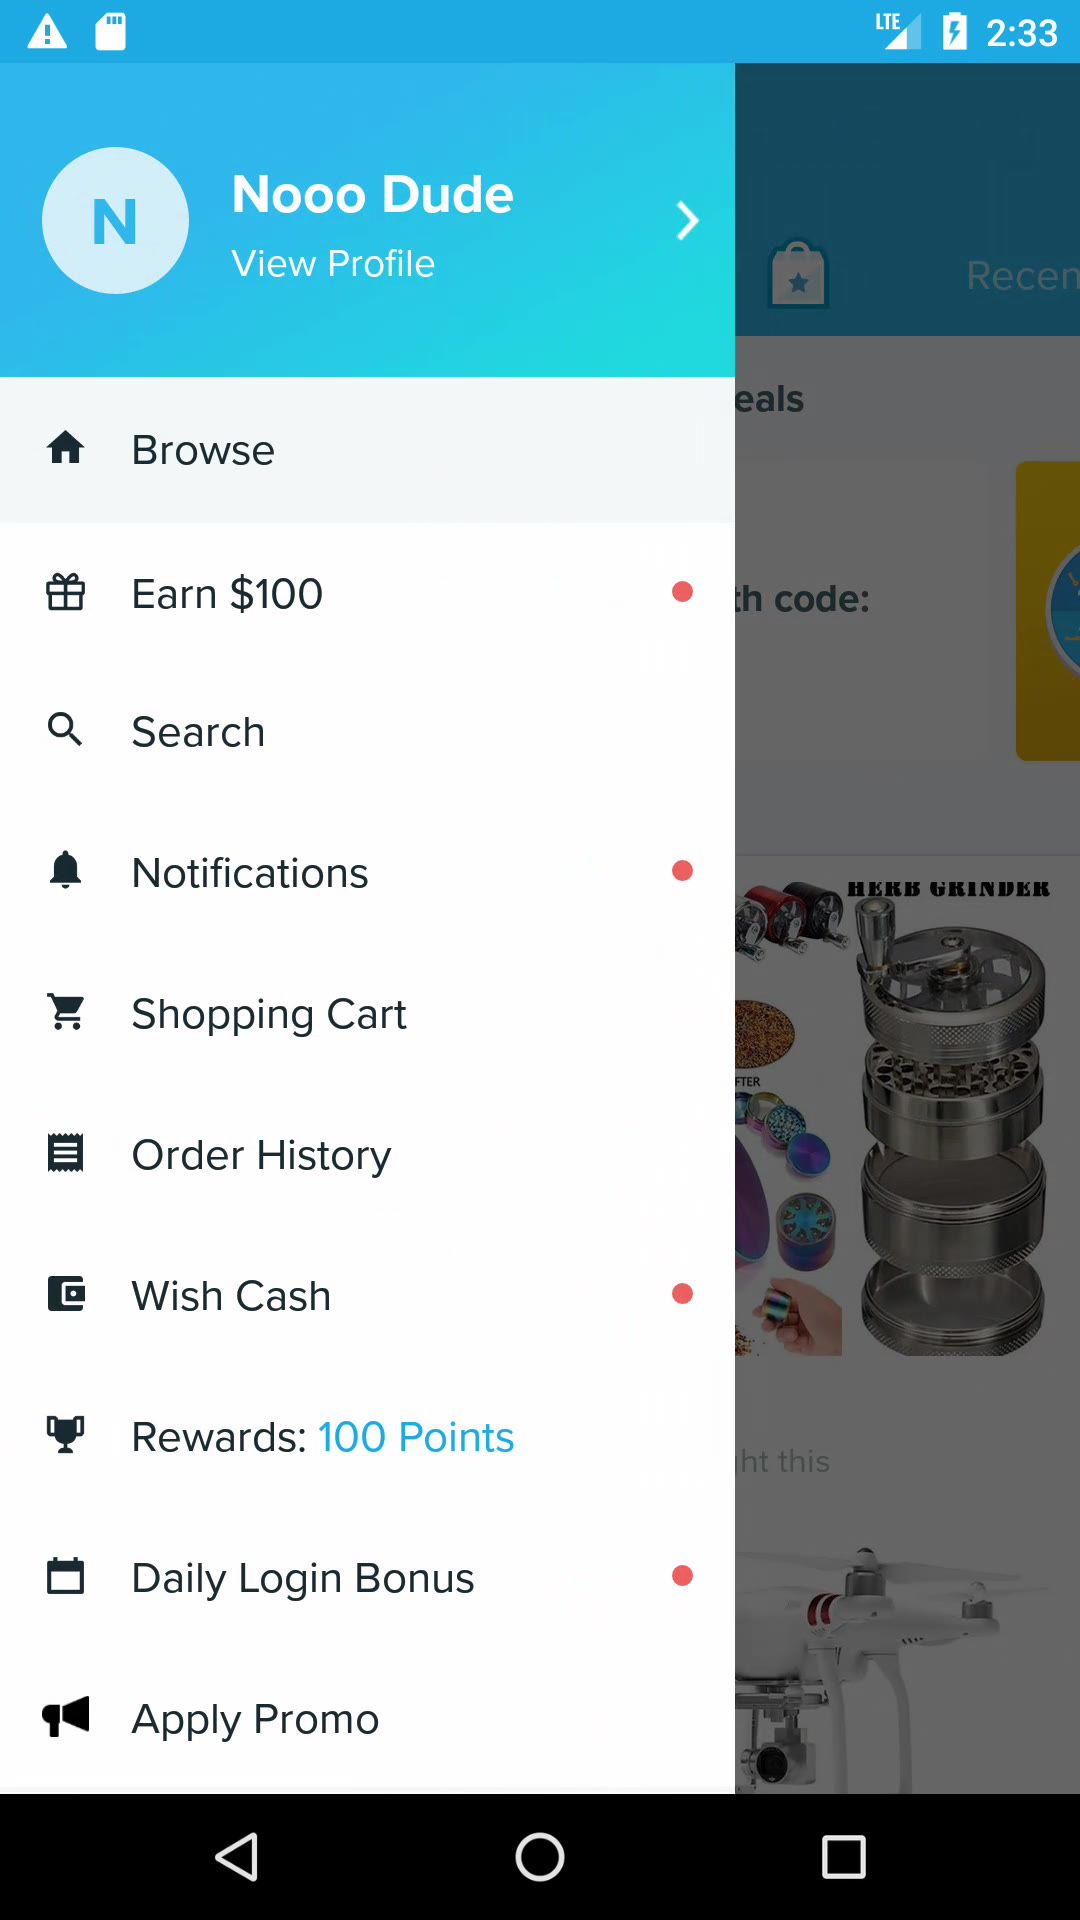 LTE 2:33
N
Nooo Dude
View Profile
Recen
eals
Browse
Earn $100
th code:
Search
Notifications
HERB GRINDER
Shopping Cart
FTER
Order History
Wish Cash
Rewards: 100 Points
ght this
Daily Login Bonus
Apply Promo